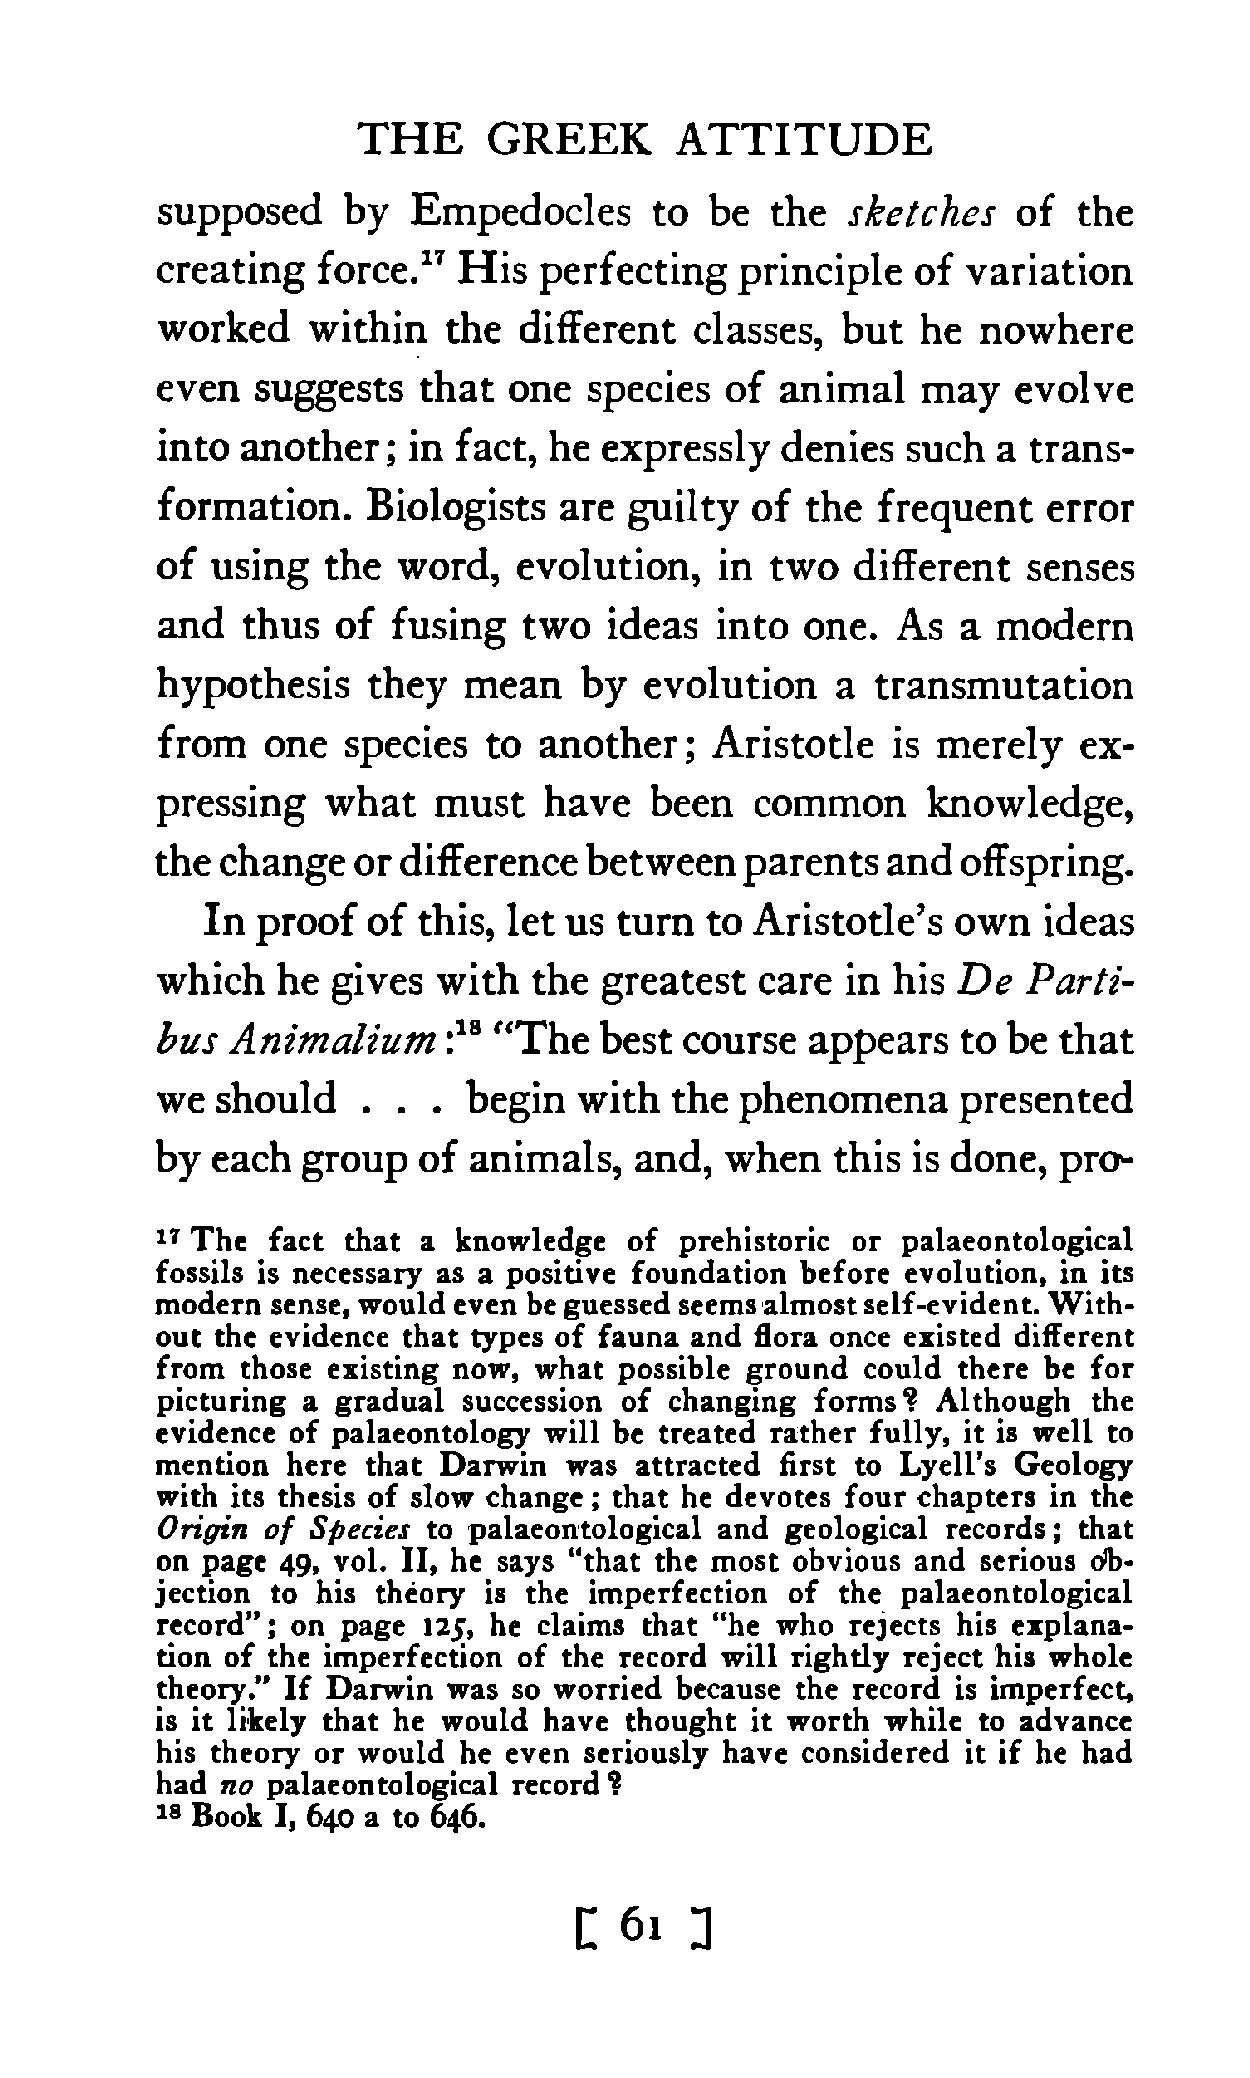 THE GREEK ATTITUDE
supposed by Empedocles to be the sketches of the
creating force.¹⁷ His perfecting principle of variation
worked within the different classes, but he nowhere
even suggests that one species of animal may evolve
into another; in fact, he expressly denies such a trans-
formation. Biologists are guilty of the frequent error
of using the word, evolution, in two different senses
and thus of fusing two ideas into one. As a modern
hypothesis they mean by evolution a transmutation
from one species to another; Aristotle is merely ex-
pressing what must have been common knowledge,
the change or difference between parents and offspring.
In proof of this, let us turn to Aristotle's own ideas
which he gives with the greatest care in his De Parti-
bus Animalium:¹⁸ "The best course appears to be that
we should . . . begin with the phenomena presented
by each group of animals, and, when this is done, pro-
¹⁷ The fact that a knowledge of prehistoric or palaeontological
fossils is necessary as a positive foundation before evolution, in its
modern sense, would even be guessed seems almost self-evident. With-
out the evidence that types of fauna and flora once existed different
from those existing now, what possible ground could there be for
picturing a gradual succession of changing forms? Although the
evidence of palaeontology will be treated rather fully, it is well to
mention here that Darwin was attracted first to Lyell's Geology
with its thesis of slow change; that he devotes four chapters in the
Origin of Species to palaeontological and geological records; that
on page 49, vol. II, he says "that the most obvious and serious ob-
jection to his theory is the imperfection of the palaeontological
record"; on page 125, he claims that "he who rejects his explana-
tion of the imperfection of the record will rightly reject his whole
theory." If Darwin was so worried because the record is imperfect,
is it likely that he would have thought it worth while to advance
his theory or would he even seriously have considered it if he had
had no palaeontological record?
¹⁸ Book I, 640 a to 646.
[ 61 ]